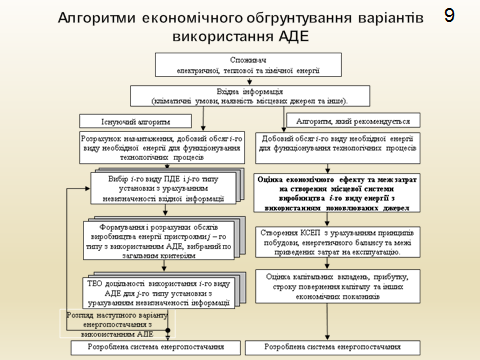 Алгоритми економічного обгрунтування варіантів
використання АДЕ
9
Споживач
електричної, теплової та хімічної енергії
Вхідна інформація
(кліматичні умови, наявність місцевих джерел та інше).
Існуючий алгоритм
Алгоритм, який рекомендується
Розрахунок навантаження, добовий обсяг і-го
виду необхідної енергії для функціонування
технологічних процесів
Добовий обсяг і-го виду необхідної енергії
для функціонування технологічних процесів
Вибір і-го виду ПДЕ і j-го типу
установки з урахуванням
невизначеності вхідної інформації
Оцінка економічного ефекту та меж затрат
на створення місцевої системи
виробництва і-го виду енергії з
використанням поновлюваних джерел
Формування і розрахунки обсягів
виробництва енергії пристроями j – го
типу з використанням АДЕ, вибраний по
загальним критеріям
Створення КСЕП з урахуванням принципів
побудови, енергетичного балансу та межі
приведених затрат на експлуатацію.
ТЕО доцільності використання і-го виду
АДЕ для j-го типу установки з
урахуванням невизначеності інформації
Оцінка капітальних вкладень, прибутку,
строку повернення капіталу та інших
економічних показників
Розгляд наступного варіанту
енергопостачання з
використанням АПЕ
Розроблена система енергопостачання
Розроблена система енергопостачання